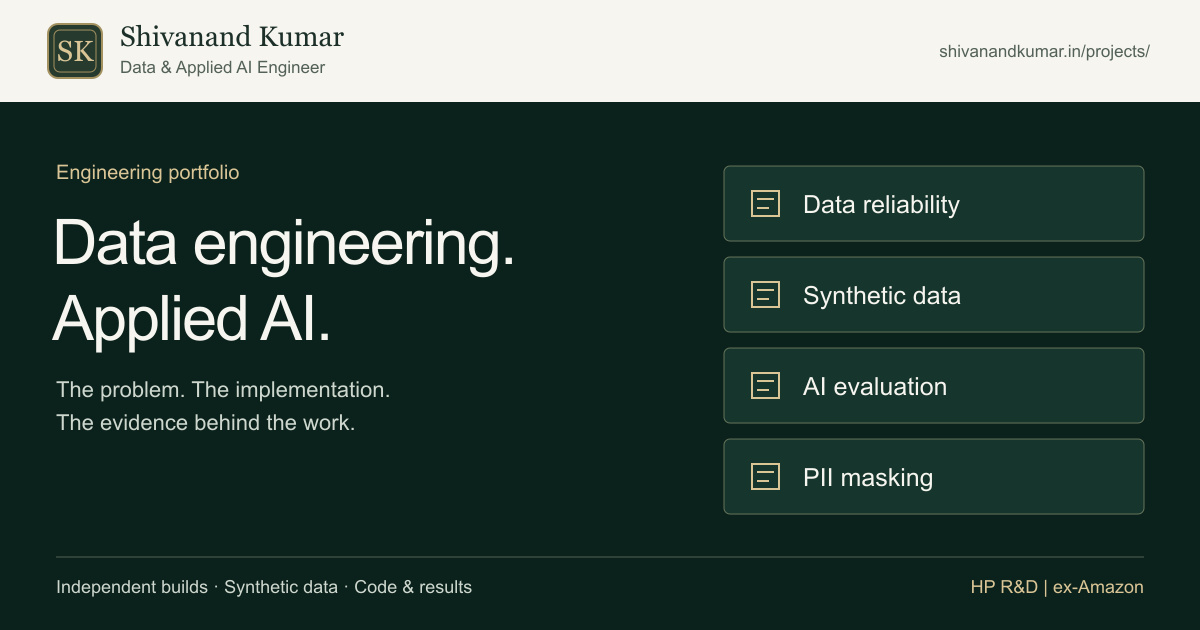 SK
Shivanand Kumar
Data & Applied AI Engineer
shivanandkumar.in/projects/
Engineering portfolio
Data engineering.
Applied AI.
The problem. The implementation.
The evidence behind the work.
Data reliability
Synthetic data
AI evaluation
PII masking
Independent builds · Synthetic data · Code & results
HP R&D | ex-Amazon